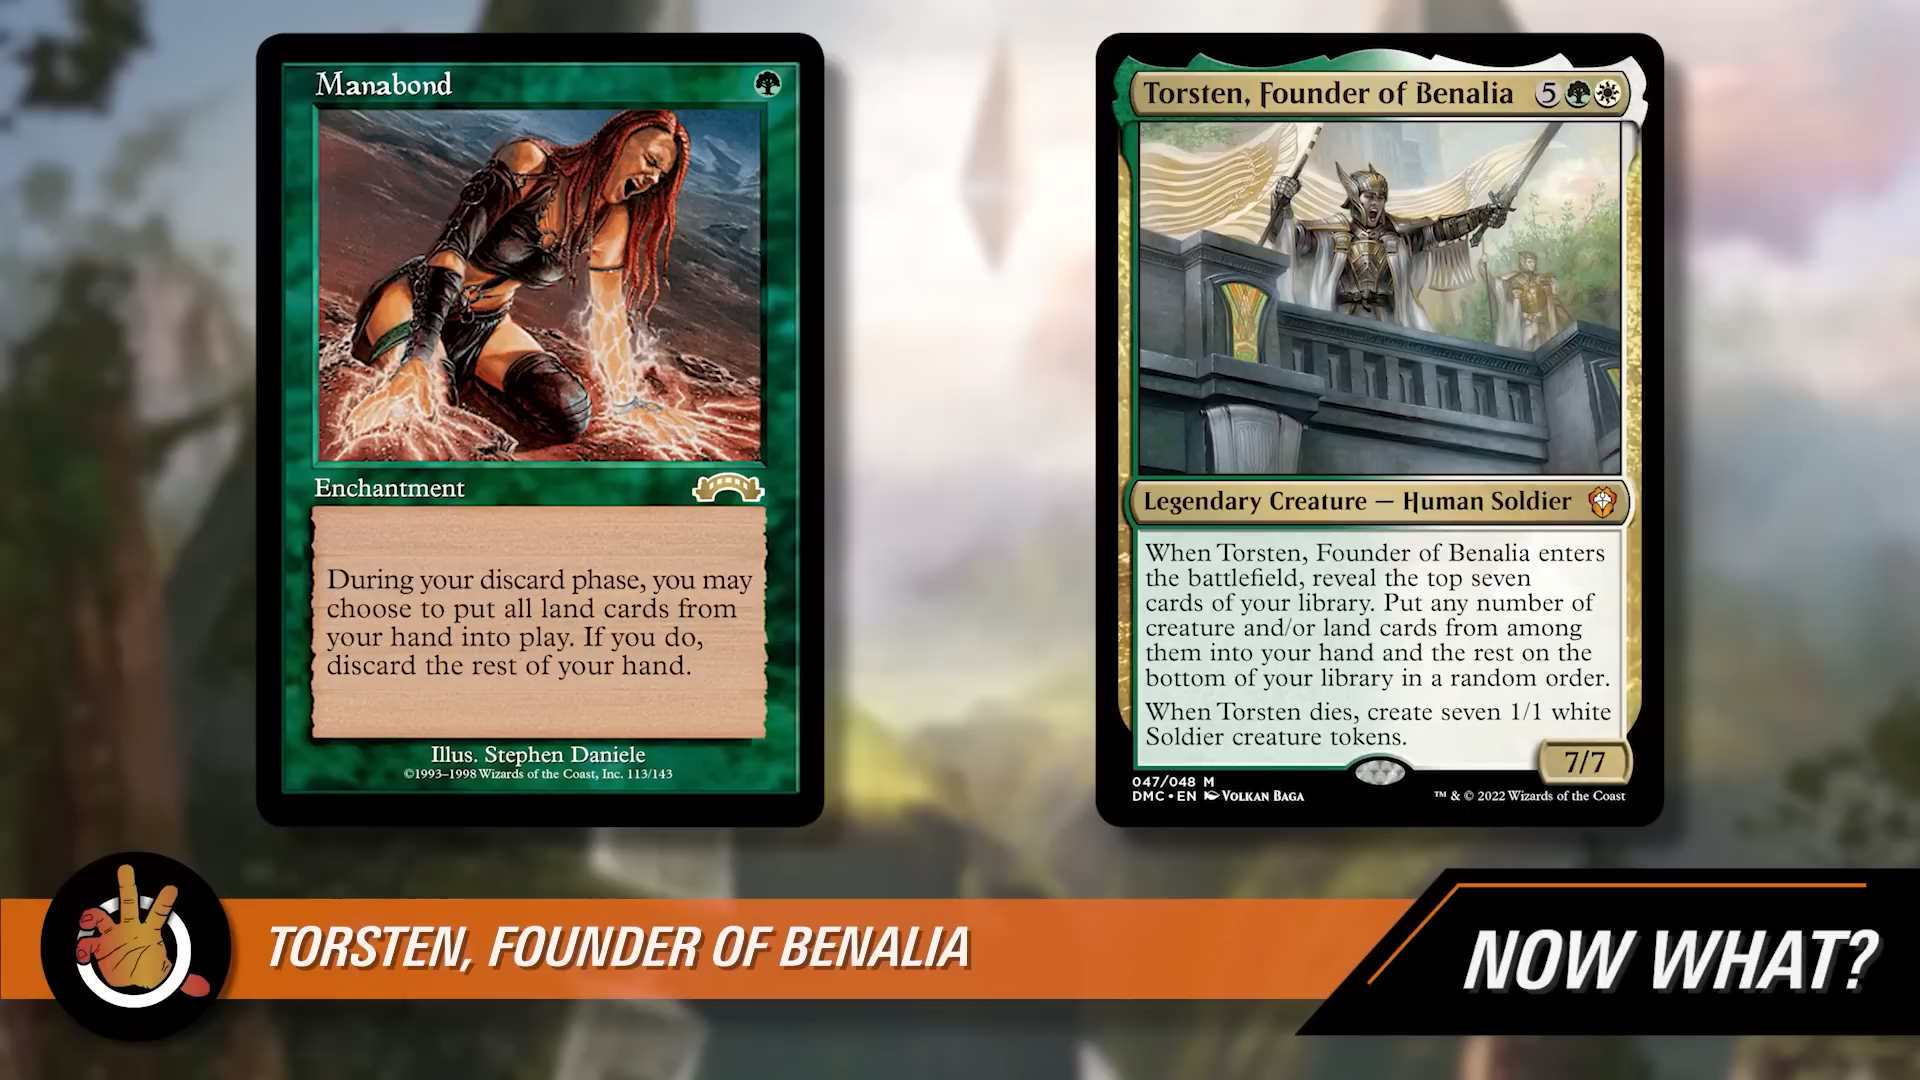 Manabond
Enchantment
During your discard phase, you may
choose to put all land cards from
your hand into play. If you do,
discard the rest of your hand.
Illus. Stephen Daniele
©1993–1998 Wizards of the Coast, Inc. 113/143
Torsten, Founder of Benalia 5
Legendary Creature — Human Soldier
When Torsten, Founder of Benalia enters
the battlefield, reveal the top seven
cards of your library. Put any number of
creature and/or land cards from among
them into your hand and the rest on the
bottom of your library in a random order.
When Torsten dies, create seven 1/1 white
Soldier creature tokens.
7/7
047/048 M
DMC • EN Volkan Baga
™ & © 2022 Wizards of the Coast
TORSTEN, FOUNDER OF BENALIA
NOW WHAT?